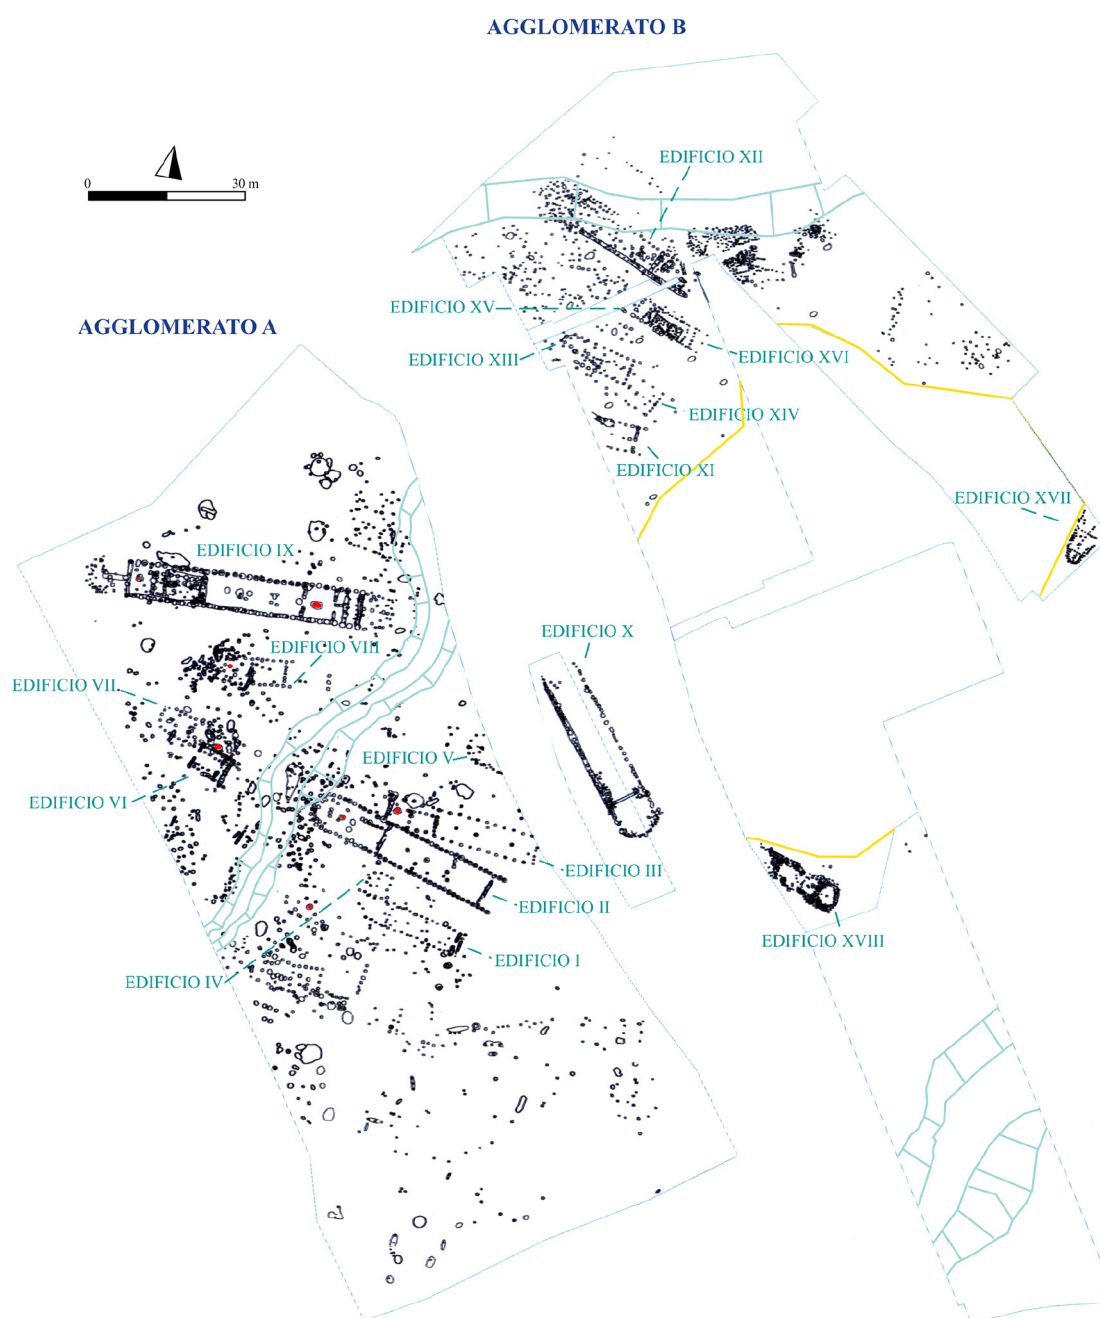 AGGLOMERATO B
EDIFICIO XII
0 30 m
EDIFICIO XV
AGGLOMERATO A
EDIFICIO XIII
EDIFICIO XVI
EDIFICIO XIV
EDIFICIO XI
EDIFICIO XVII
EDIFICIO IX
EDIFICIO X
EDIFICIO VIII
EDIFICIO VII
EDIFICIO V
EDIFICIO VI
EDIFICIO III
EDIFICIO II
EDIFICIO XVIII
EDIFICIO I
EDIFICIO IV